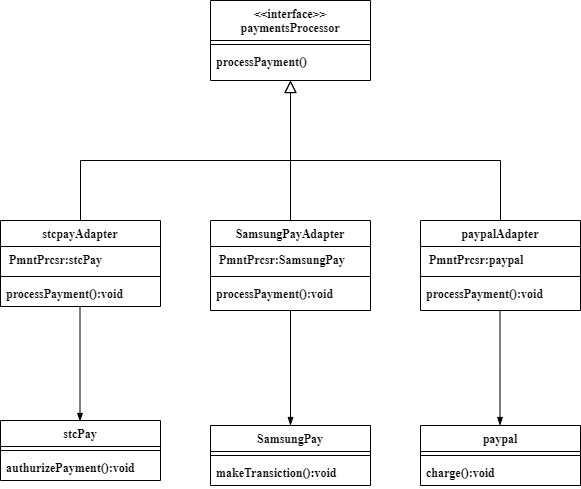 <<interface>>
paymentsProcessor
processPayment()
stcpayAdapter
PmntPrcsr:stcPay
processPayment():void
SamsungPayAdapter
PmntPrcsr:SamsungPay
processPayment():void
paypalAdapter
PmntPrcsr:paypal
processPayment():void
stcPay
authurizePayment():void
SamsungPay
makeTransiction():void
paypal
charge():void